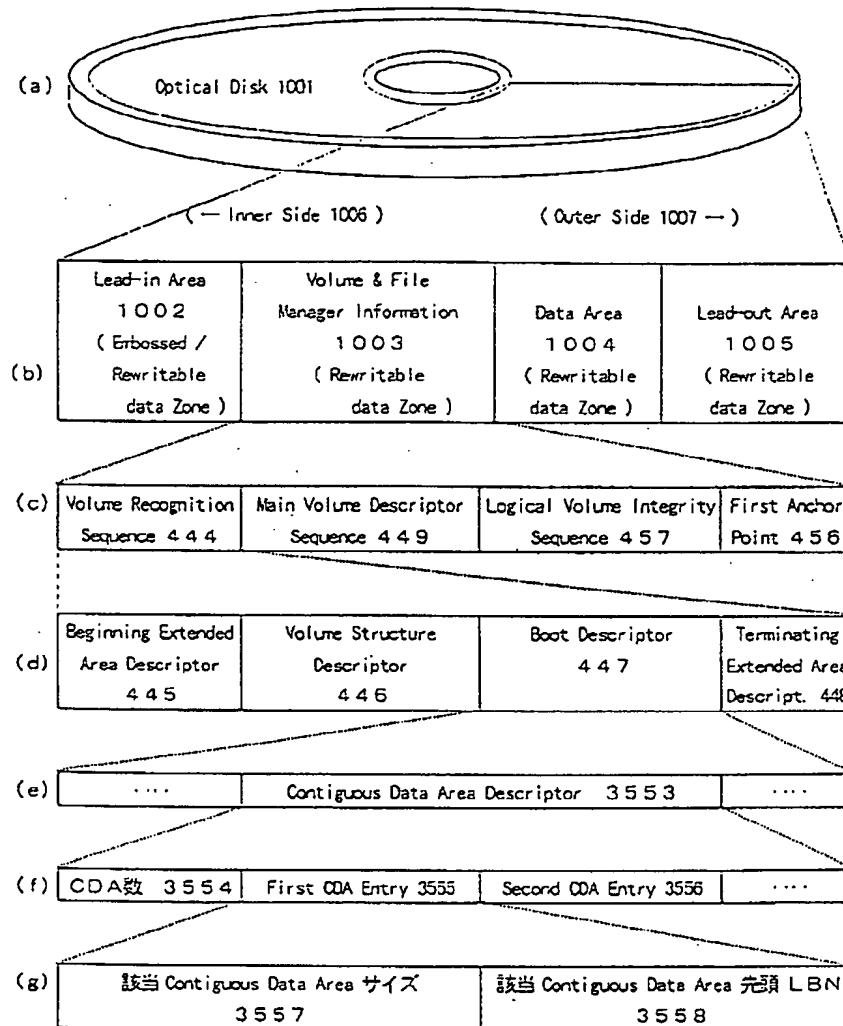 (a)
Optical Disk 1001
(← Inner Side 1006 )
(Outer Side 1007 →)
(b)
Lead-in Area
1002
( Embossed /
Rewritable
data Zone )
Volume & File
Manager Information
1003
( Rewritable
data Zone )
Data Area
1004
( Rewritable
data Zone )
Lead-out Area
1005
( Rewritable
data Zone )
(c)
Volume Recognition
Sequence 444
Main Volume Descriptor
Sequence 449
Logical Volume Integrity
Sequence 457
First Anchor
Point 456
(d)
Beginning Extended
Area Descriptor
445
Volume Structure
Descriptor
446
Boot Descriptor
447
Terminating
Extended Area
Descript. 448
(e)
....
Contiguous Data Area Descriptor 3553
....
(f)
CDA数 3554
First CDA Entry 3555
Second CDA Entry 3556
....
(g)
該当 Contiguous Data Area サイズ
3557
該当 Contiguous Data Area 先頭 LBN
3558